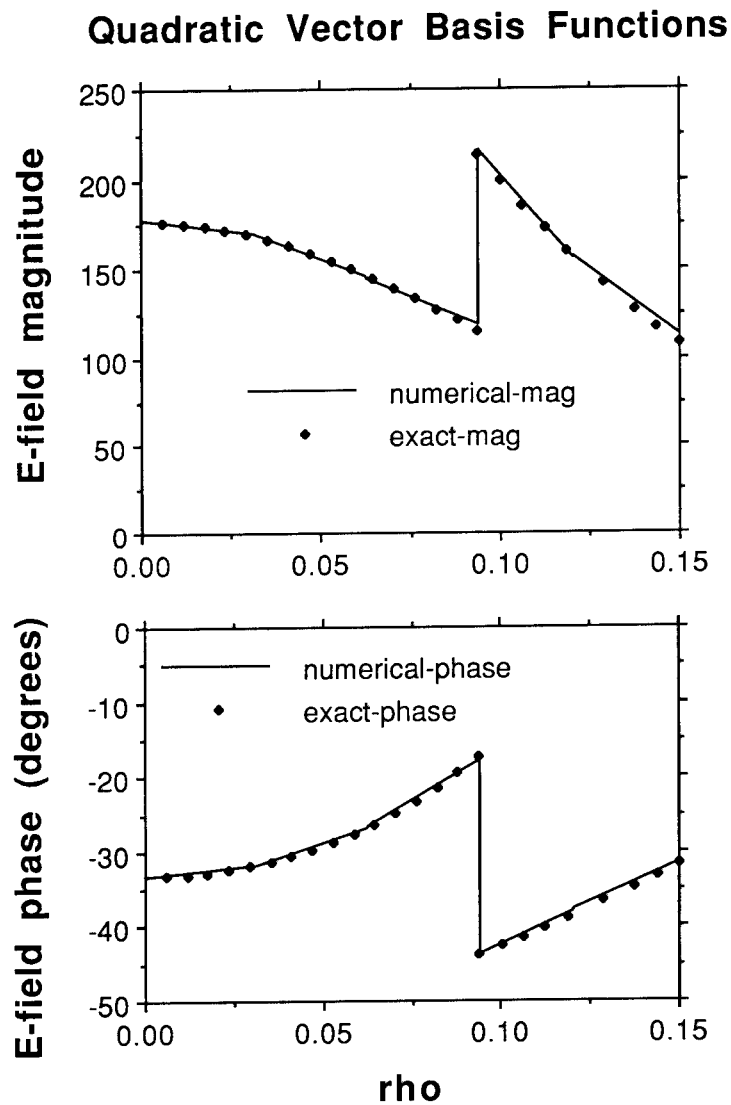 Quadratic Vector Basis Functions
E-field magnitude
250
200
150
100
50
0
numerical-mag
exact-mag
0.00 0.05 0.10 0.15
E-field phase (degrees)
0
-10
-20
-30
-40
-50
numerical-phase
exact-phase
0.00 0.05 0.10 0.15
rho